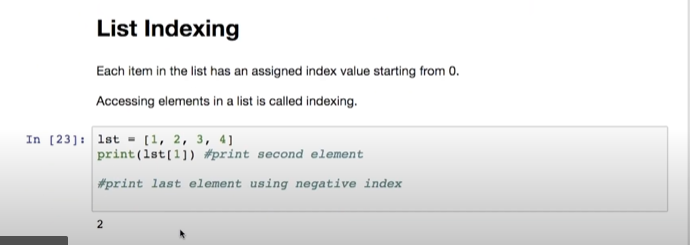 List Indexing
Each item in the list has an assigned index value starting from 0.
Accessing elements in a list is called indexing.
In [23]: lst = [1, 2, 3, 4]
print(lst[1]) #print second element
#print last element using negative index
2